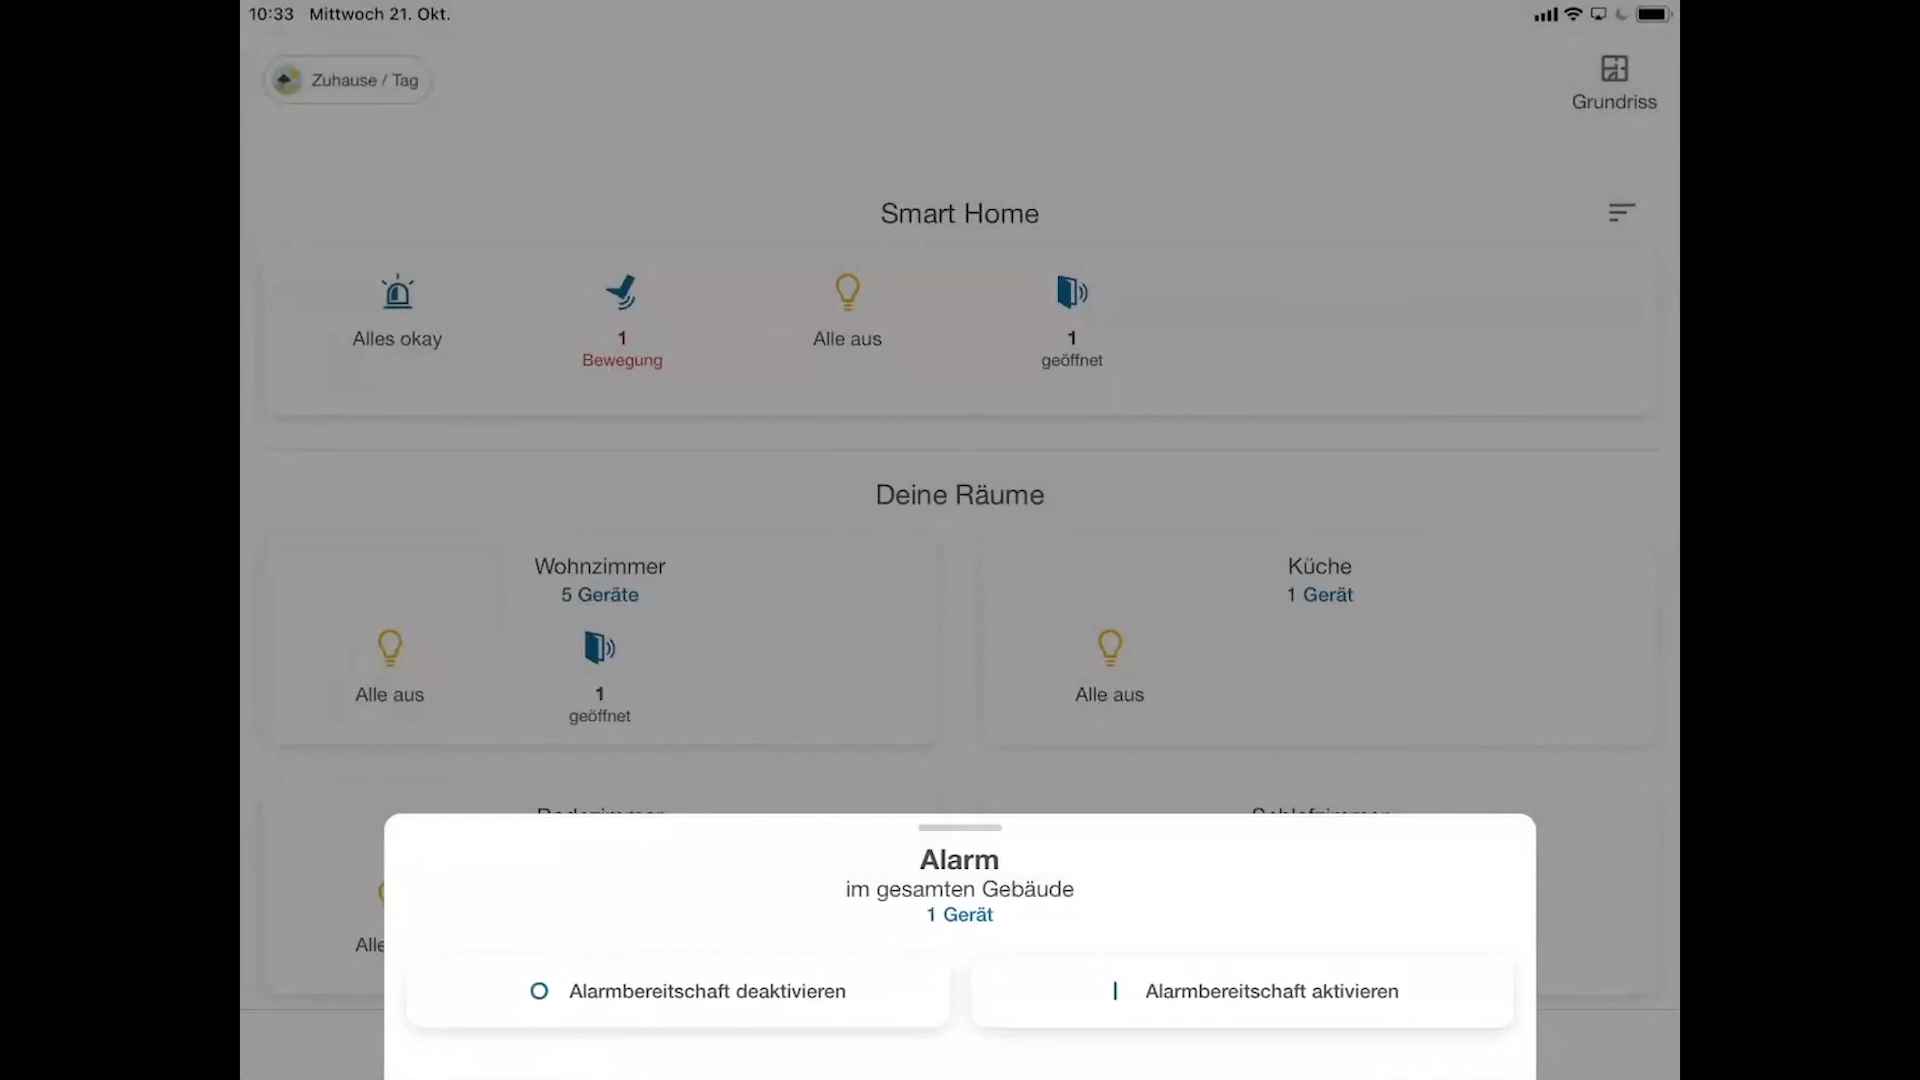 10:33 Mittwoch 21. Okt.
Zuhause / Tag
Grundriss
Smart Home
Alles okay
1
Bewegung
Alle aus
1
geöffnet
Deine Räume
Wohnzimmer
5 Geräte
Alle aus
1
geöffnet
Küche
1 Gerät
Alle aus
Alle
Alarm
im gesamten Gebäude
1 Gerät
Alarmbereitschaft deaktivieren
Alarmbereitschaft aktivieren